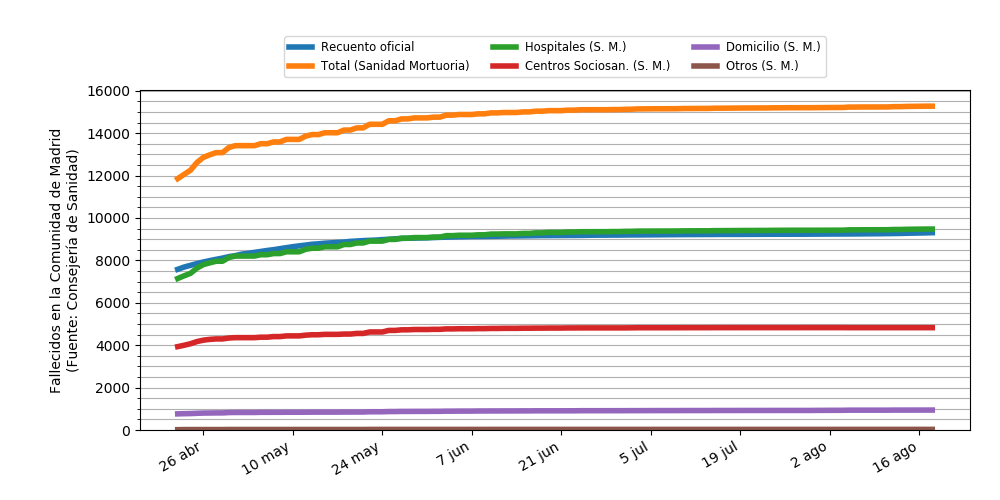 Recuento oficial
Total (Sanidad Mortuoria)
Hospitales (S. M.)
Centros Sociosan. (S. M.)
Domicilio (S. M.)
Otros (S. M.)
Fallecidos en la Comunidad de Madrid
(Fuente: Consejería de Sanidad)
16000
14000
12000
10000
8000
6000
4000
2000
0
26 abr
10 may
24 may
7 jun
21 jun
5 jul
19 jul
2 ago
16 ago